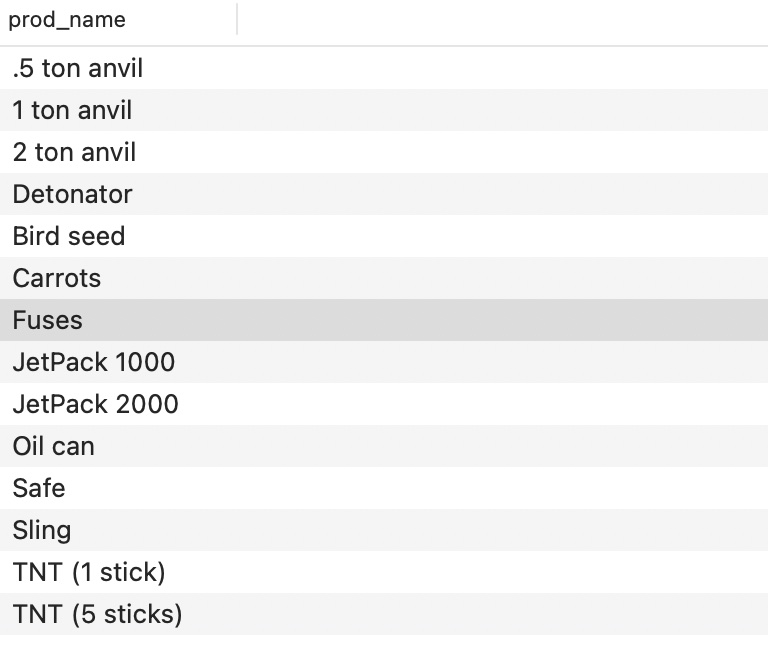 prod_name
.5 ton anvil
1 ton anvil
2 ton anvil
Detonator
Bird seed
Carrots
Fuses
JetPack 1000
JetPack 2000
Oil can
Safe
Sling
TNT (1 stick)
TNT (5 sticks)